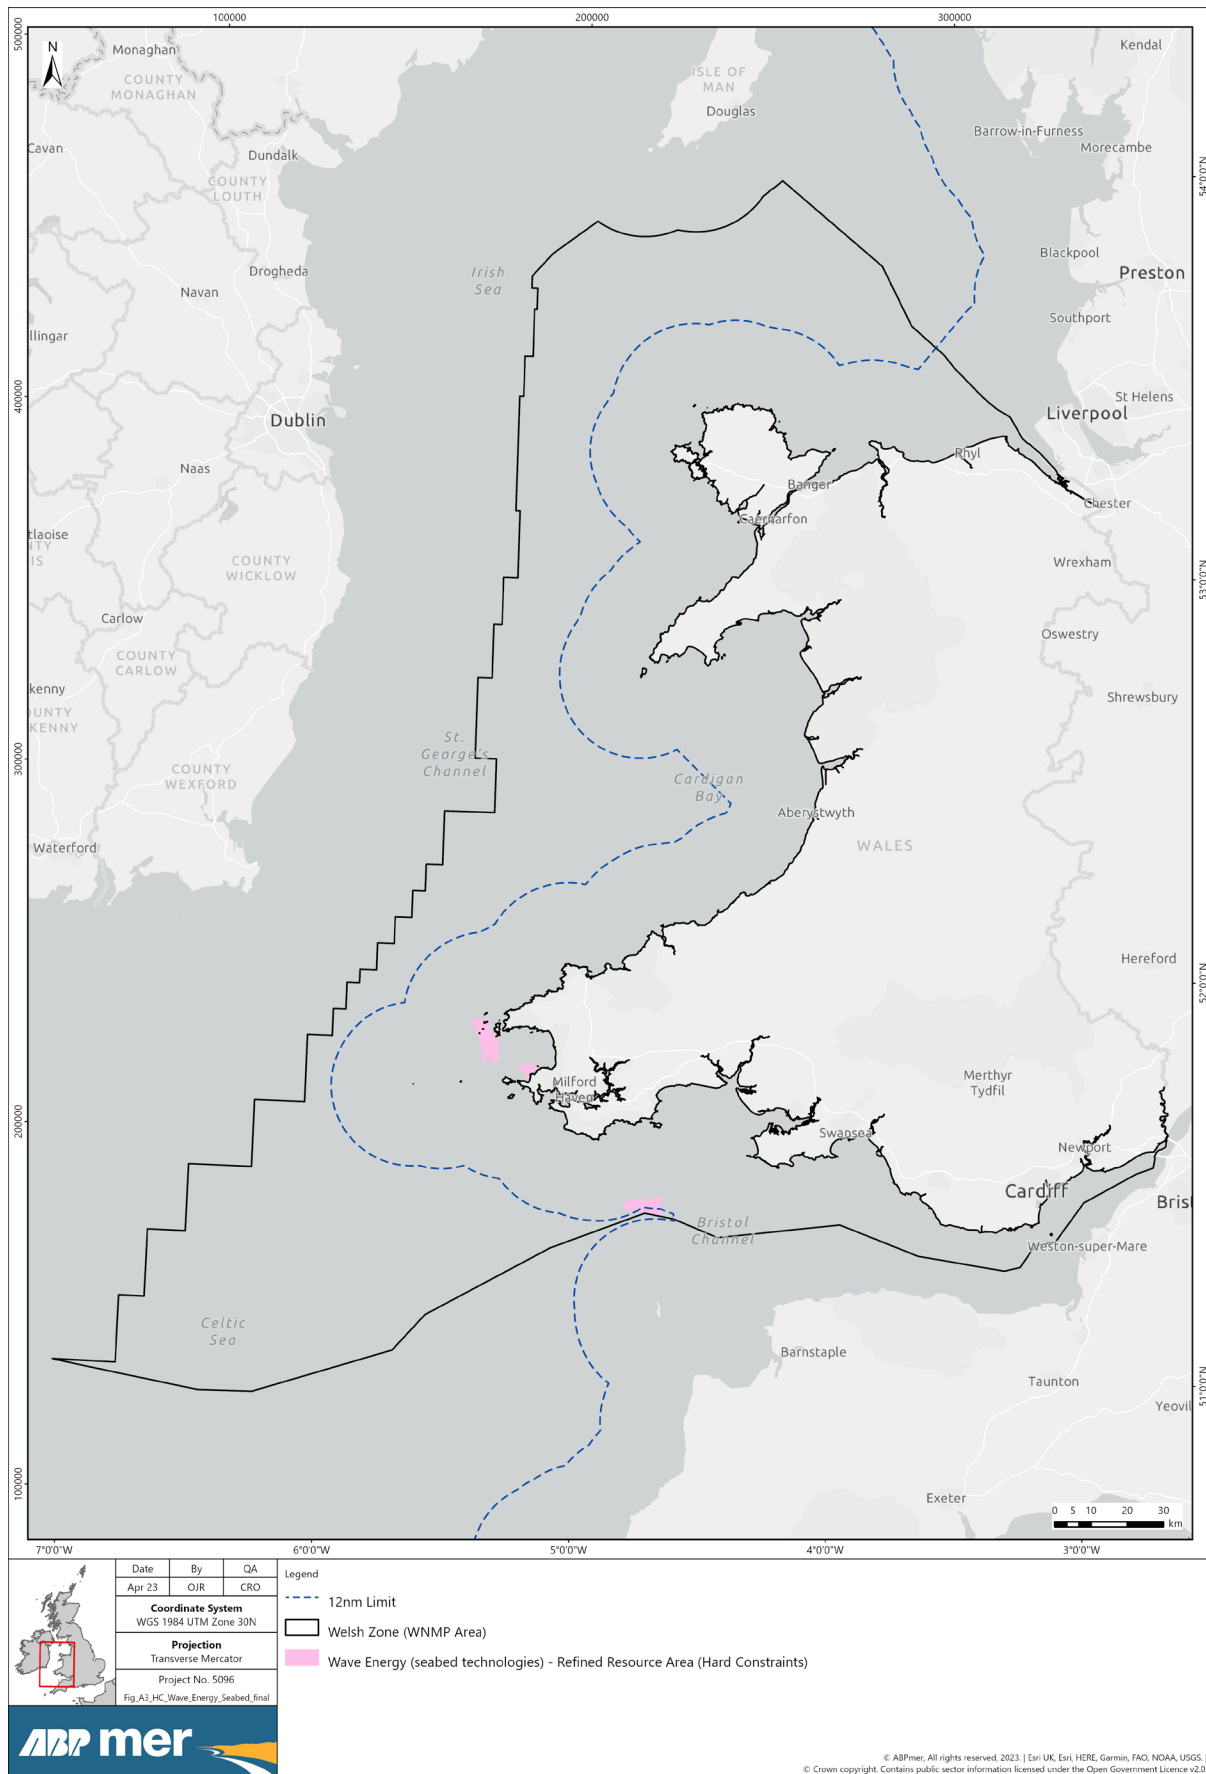 100000
200000
300000
500000
400000
300000
200000
100000
54°0'0"N
53°0'0"N
52°0'0"N
51°0'0"N
N
Monaghan
COUNTY
MONAGHAN
Cavan
Dundalk
COUNTY
LOUTH
ISLE OF
MAN
Douglas
Kendal
Barrow-in-Furness
Morecambe
Drogheda
Navan
llingar
Irish
Sea
Blackpool
Preston
Southport
St Helens
Liverpool
Dublin
Naas
Rhyl
Bangor
Caernarfon
Chester
tlaoise
NTY
IS
COUNTY
WICKLOW
Wrexham
Carlow
COUNTY
CARLOW
Oswestry
kenny
UNTY
KENNY
Shrewsbury
St.
George's
Channel
COUNTY
WEXFORD
Cardigan
Bay
Aberystwyth
WALES
Waterford
Hereford
Milford
Haven
Merthyr
Tydfil
Swansea
Newport
Cardiff
Brist
Bristol
Channel
Weston-super-Mare
Celtic
Sea
Barnstaple
Taunton
Yeovil
Exeter
0 5 10 20 30
km
7°0'0"W
6°0'0"W
5°0'0"W
4°0'0"W
3°0'0"W
Date By QA
Apr 23 OJR CRO
Coordinate System
WGS 1984 UTM Zone 30N
Projection
Transverse Mercator
Project No. 5096
Fig_A3_HC_Wave_Energy_Seabed_final
ABP mer
Legend
12nm Limit
Welsh Zone (WNMP Area)
Wave Energy (seabed technologies) - Refined Resource Area (Hard Constraints)
© ABPmer, All rights reserved, 2023. | Esri UK, Esri, HERE, Garmin, FAO, NOAA, USGS. |
© Crown copyright. Contains public sector information licensed under the Open Government Licence v2.0.